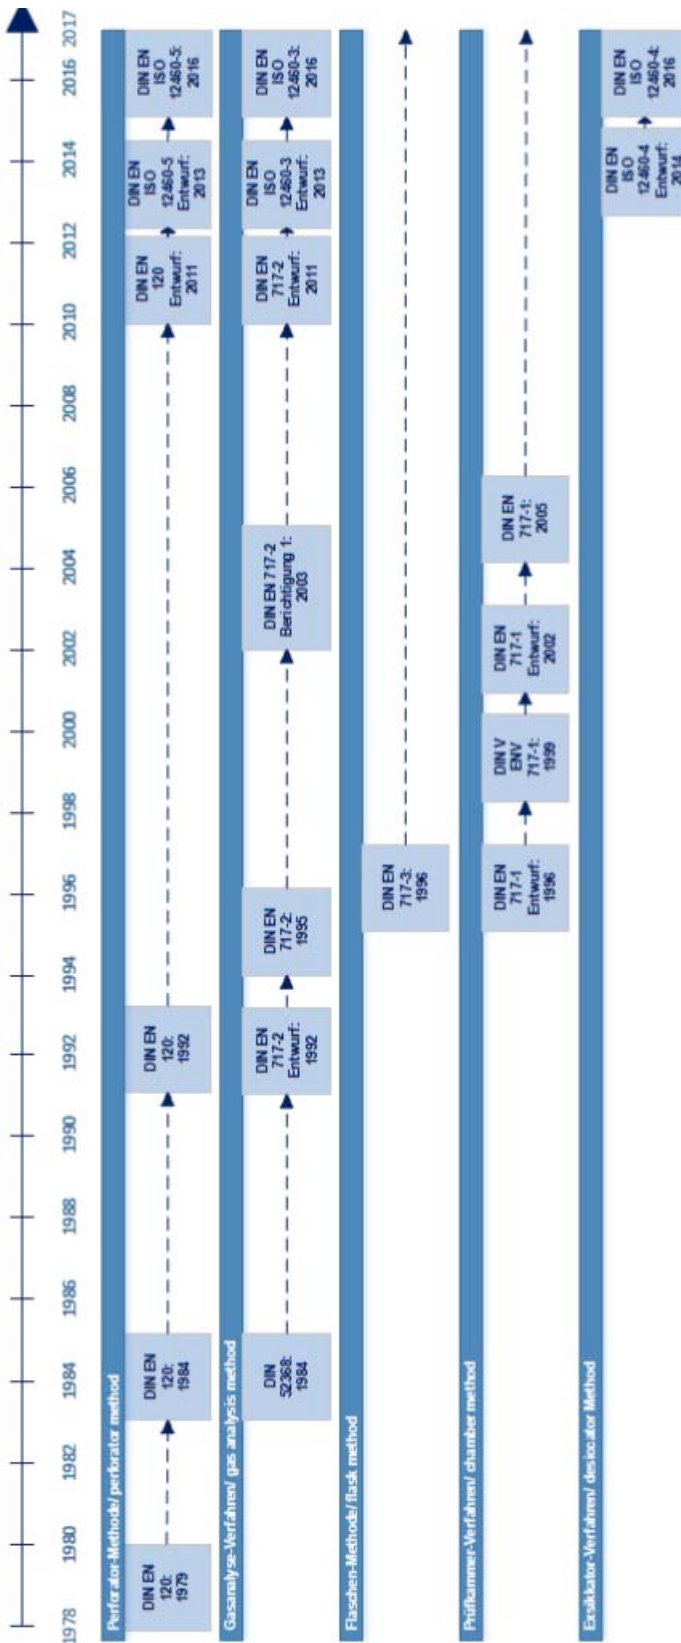 1978 1980 1982 1984 1986 1988 1990 1992 1994 1996 1998 2000 2002 2004 2006 2008 2010 2012 2014 2016 2017
Perforator-Methode/ perforator method
DIN EN
120:
1979
DIN EN
120:
1984
DIN EN
120:
1992
DIN EN
120
Entwurf:
2011
DIN EN
ISO
12460-5
Entwurf:
2013
DIN EN
ISO
12460-5:
2016
Gasanalyse-Verfahren/ gas analysis method
DIN
52368:
1984
DIN EN
717-2
Entwurf:
1992
DIN EN
717-2:
1995
DIN EN 717-2
Berichtigung 1:
2003
DIN EN
717-2
Entwurf:
2011
DIN EN
ISO
12460-3
Entwurf:
2013
DIN EN
ISO
12460-3:
2016
Flaschen-Methode/ flask method
DIN EN
717-3:
1996
Prüfkammer-Verfahren/ chamber method
DIN EN
717-1
Entwurf:
1996
DIN V
ENV
717-1:
1999
DIN EN
717-1
Entwurf:
2002
DIN EN
717-1:
2005
Exsikkator-Verfahren/ desiccator Method
DIN EN
ISO
12460-4
Entwurf:
2014
DIN EN
ISO
12460-4:
2016